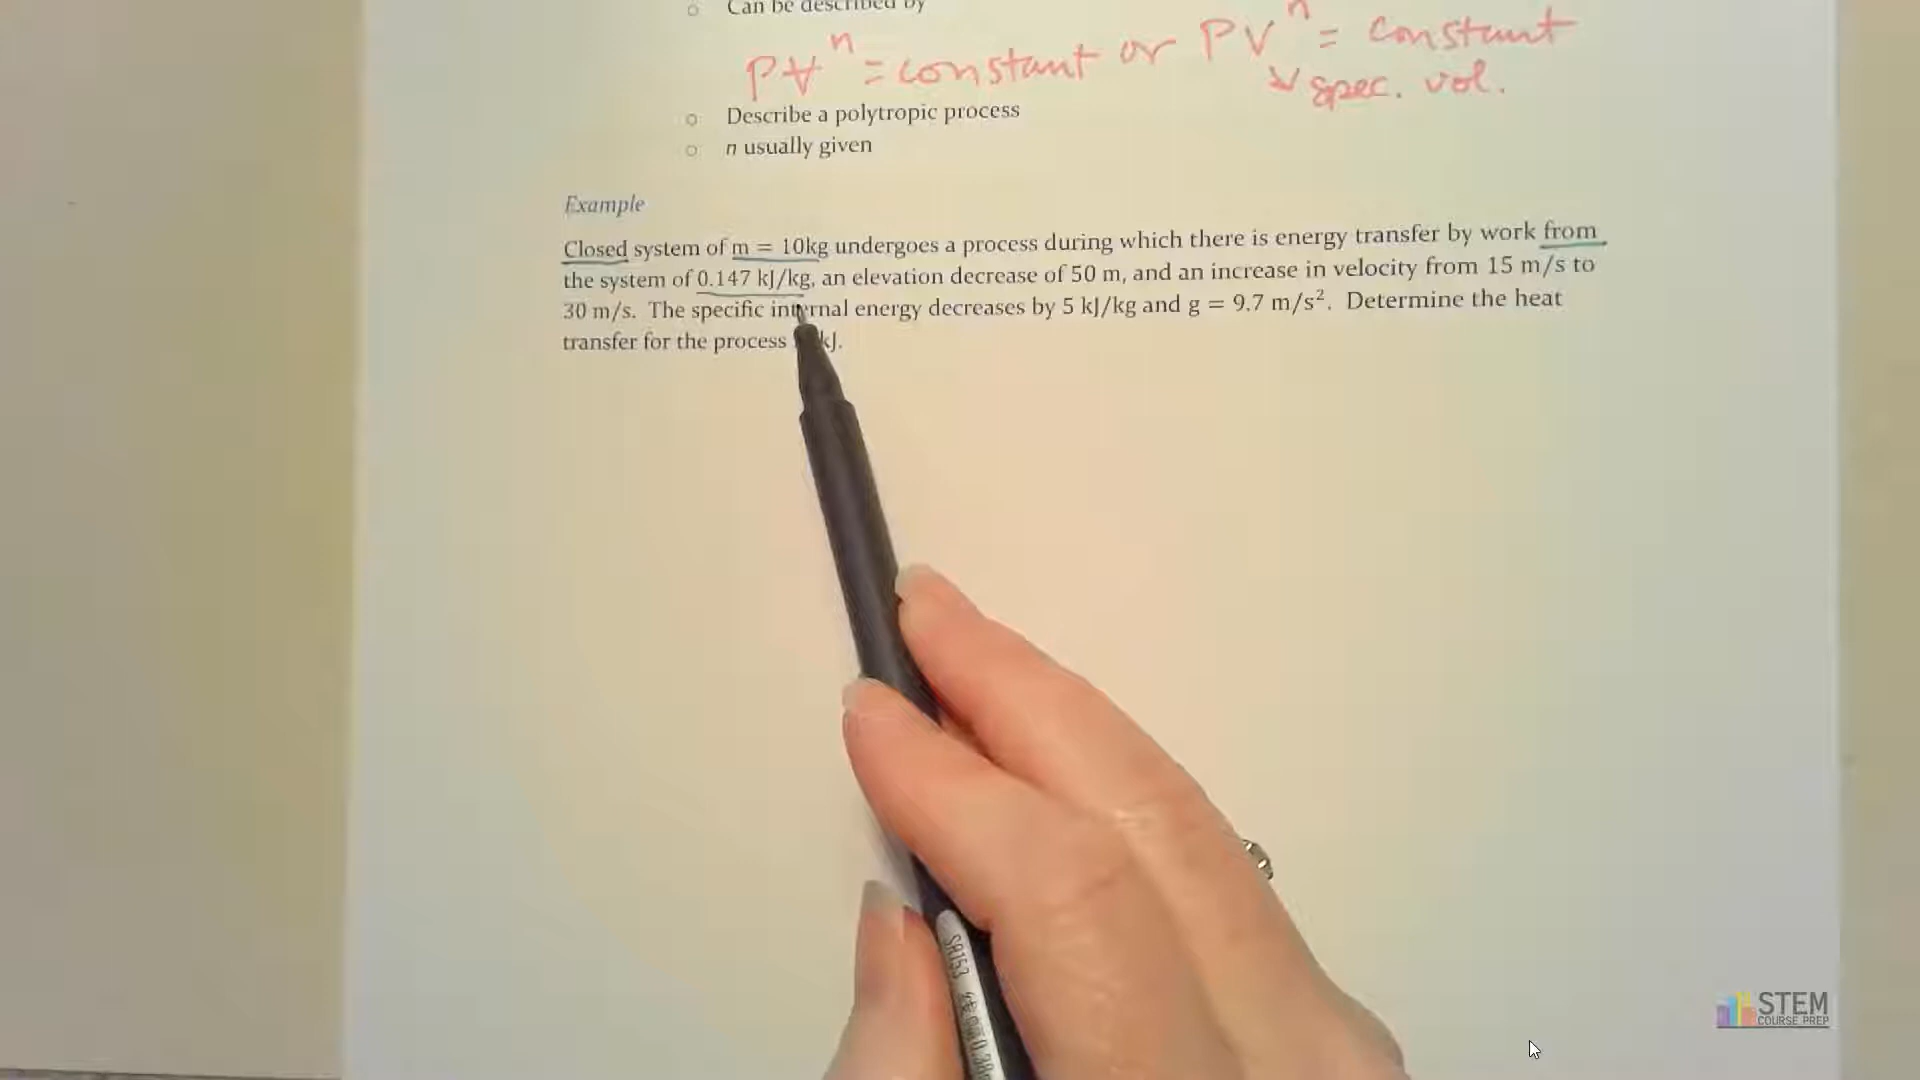 Can be described by
P∀ⁿ = constant or PVⁿ = constant
↘ spec. vol.
Describe a polytropic process
n usually given
Example
Closed system of m = 10kg undergoes a process during which there is energy transfer by work from
the system of 0.147 kJ/kg, an elevation decrease of 50 m, and an increase in velocity from 15 m/s to
30 m/s. The specific internal energy decreases by 5 kJ/kg and g = 9.7 m/s². Determine the heat
transfer for the process kJ.
SA153
STEM
COURSE PREP